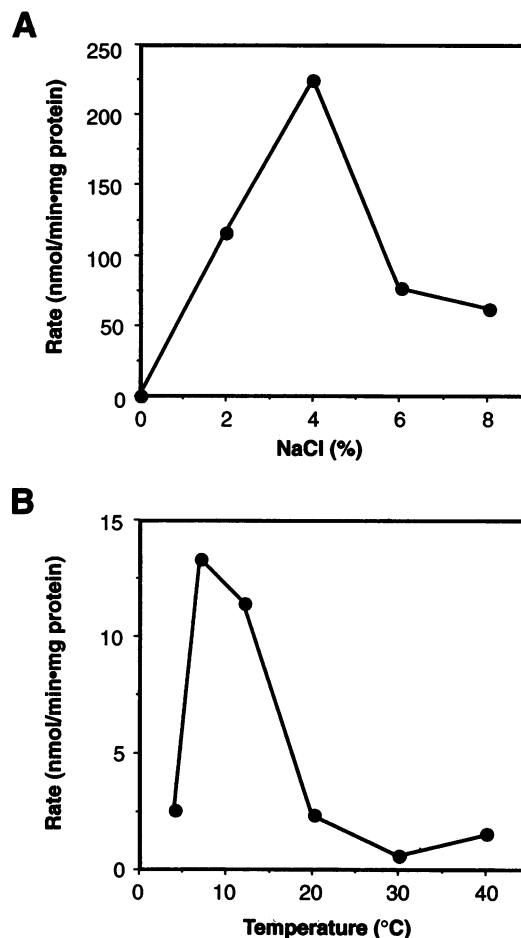 A
Rate (nmol/min•mg protein)
250
200
150
100
50
0
0 2 4 6 8
NaCl (%)
B
Rate (nmol/min•mg protein)
15
10
5
0
0 10 20 30 40
Temperature (°C)